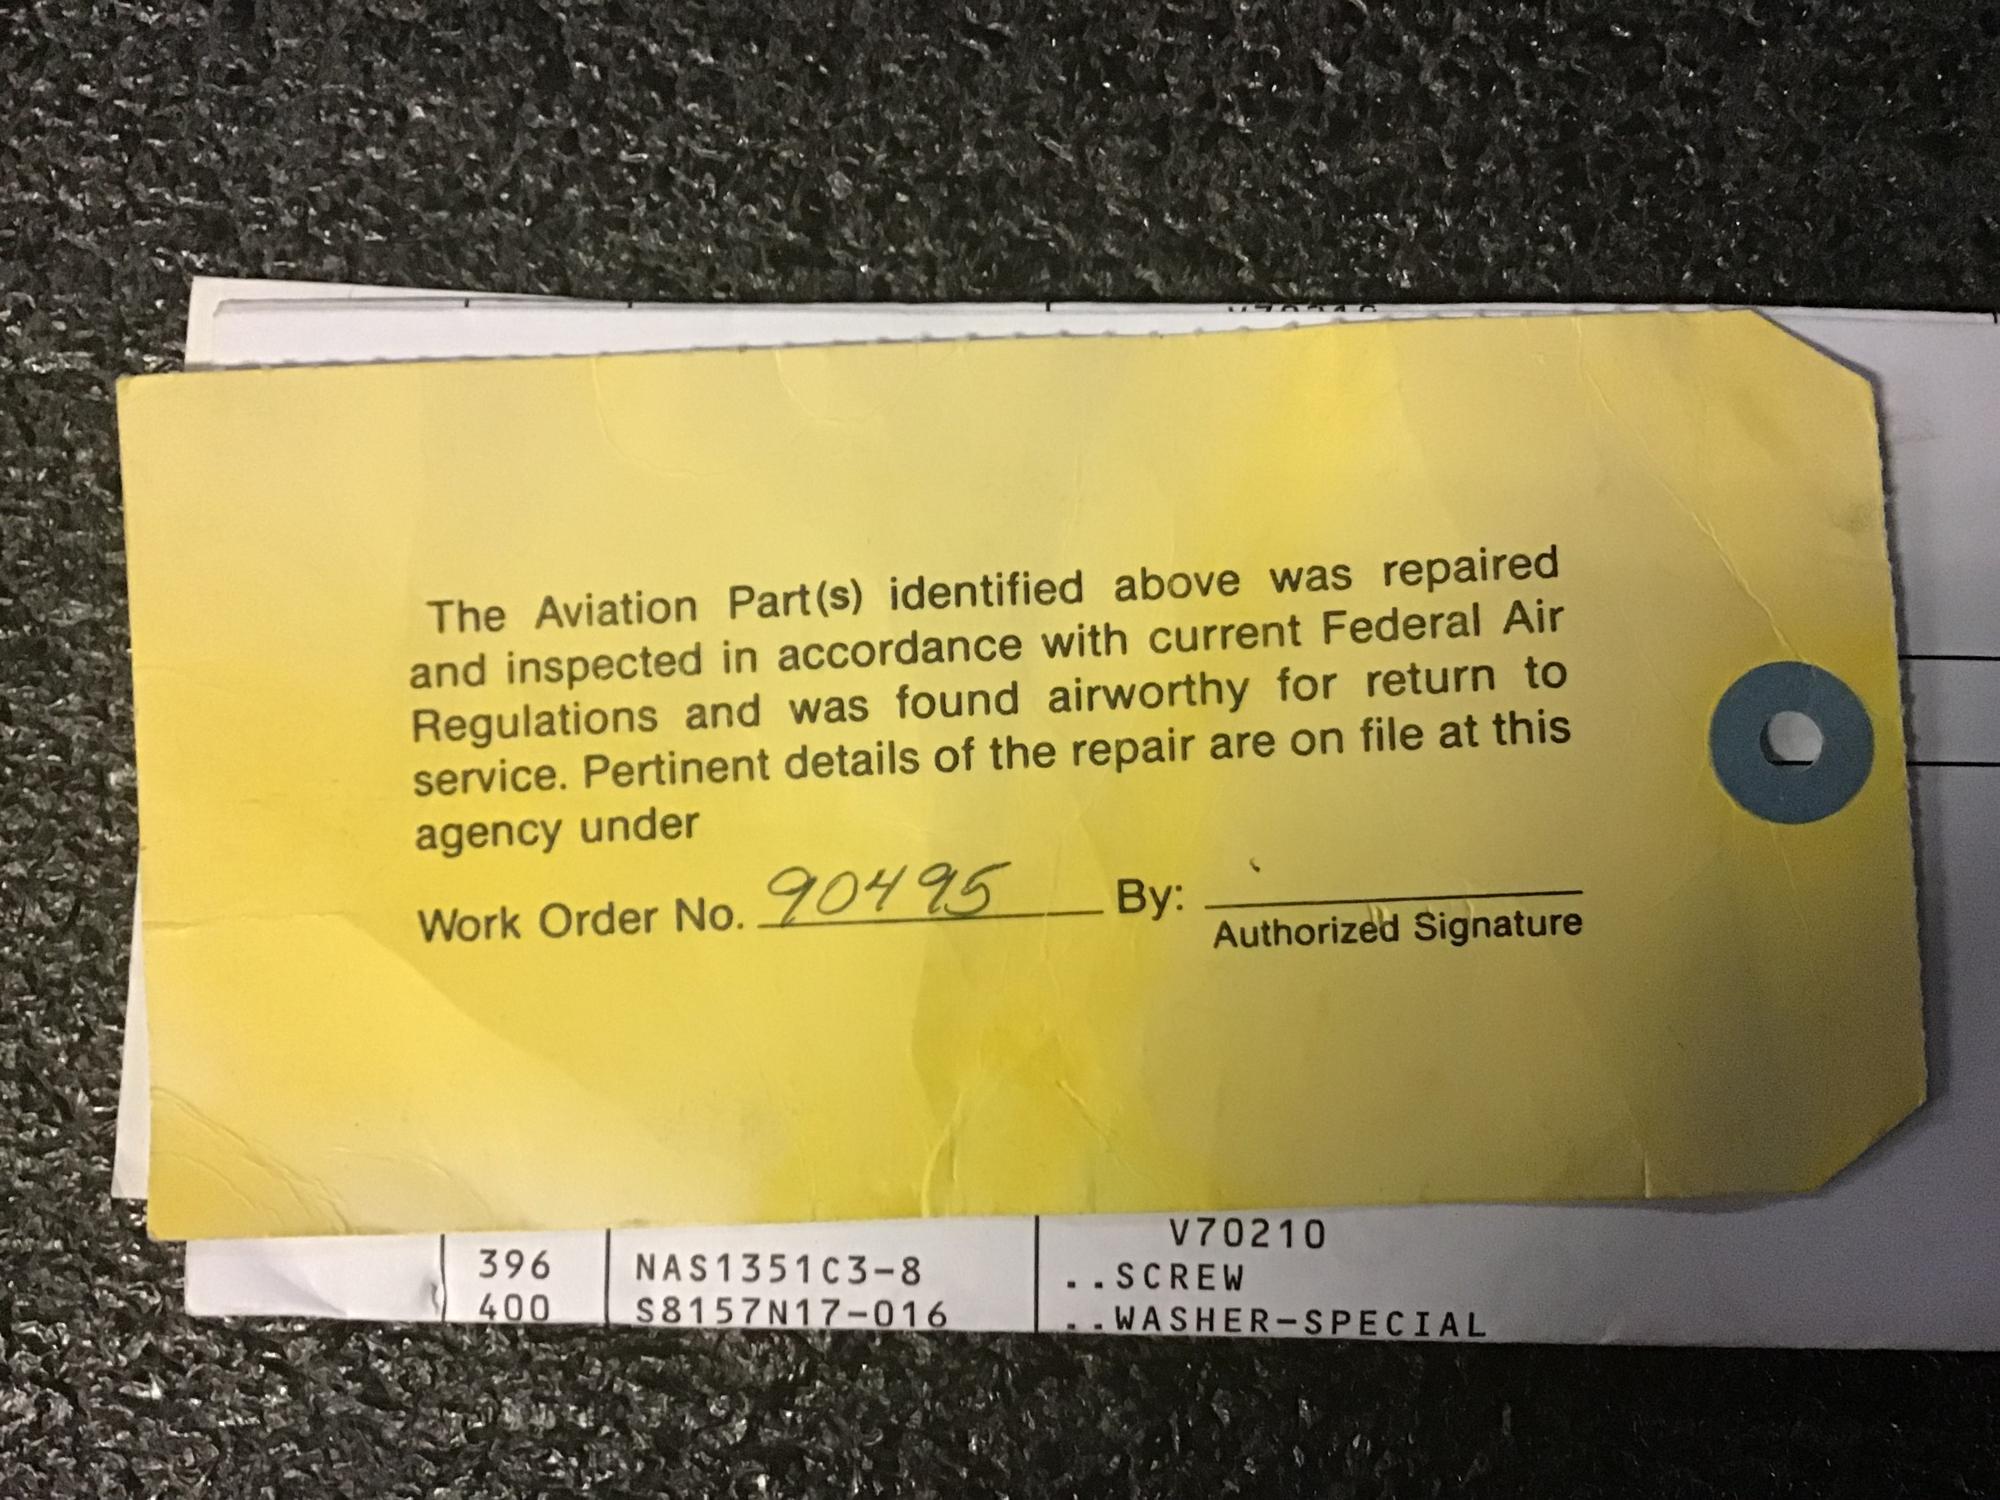 The Aviation Part(s) identified above was repaired
and inspected in accordance with current Federal Air
Regulations and was found airworthy for return to
service. Pertinent details of the repair are on file at this
agency under
Work Order No. 90495 By:
Authorized Signature
V70210
396 NAS1351C3-8 ..SCREW
400 S8157N17-016 ..WASHER-SPECIAL